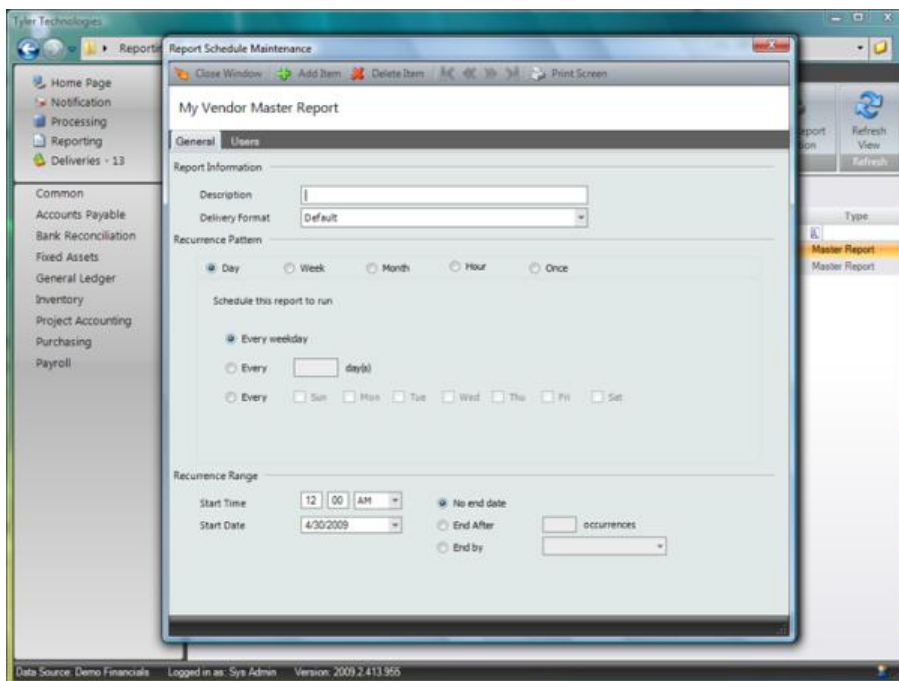 Tyler Technologies
Reportin
Report Schedule Maintenance
Close Window Add Item Delete Item Print Screen
Home Page
Notification
Processing
Reporting
Deliveries - 13
Common
Accounts Payable
Bank Reconciliation
Fixed Assets
General Ledger
Inventory
Project Accounting
Purchasing
Payroll
My Vendor Master Report
General Users
Report Information
Description
Delivery Format Default
Recurrence Pattern
Day Week Month Hour Once
Schedule this report to run
Every weekday
Every day(s)
Every Sun Mon Tue Wed Thu Fri Sat
Recurrence Range
Start Time 12 00 AM No end date
Start Date 4/30/2009 End After occurrences
End by
eport Refresh
ion View
Refresh
Type
Master Report
Master Report
Data Source: Demo Financials Logged in as: Sys Admin Version: 2009.2.413.955